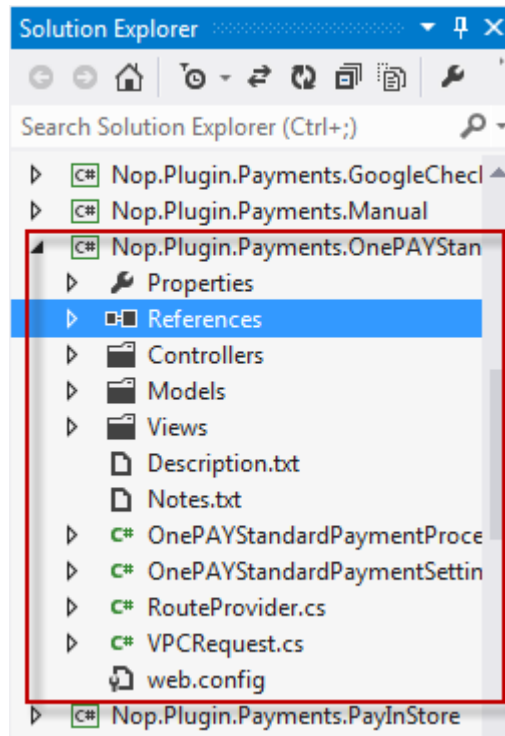 Solution Explorer
Search Solution Explorer (Ctrl+;)
C# Nop.Plugin.Payments.GoogleChecl
C# Nop.Plugin.Payments.Manual
C# Nop.Plugin.Payments.OnePAYStan
Properties
References
Controllers
Models
Views
Description.txt
Notes.txt
C# OnePAYStandardPaymentProce
C# OnePAYStandardPaymentSettin
C# RouteProvider.cs
C# VPCRequest.cs
web.config
C# Nop.Plugin.Payments.PayInStore